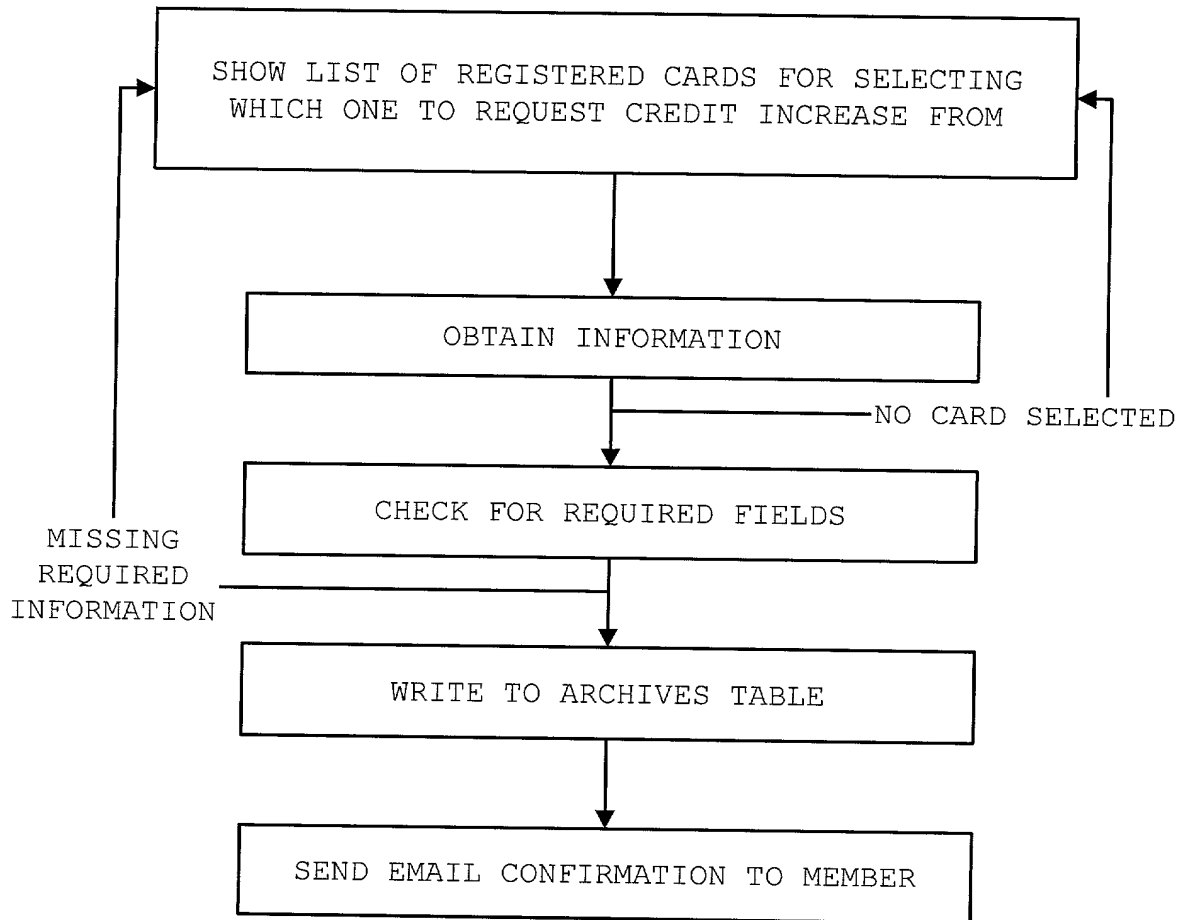 SHOW LIST OF REGISTERED CARDS FOR SELECTING
WHICH ONE TO REQUEST CREDIT INCREASE FROM
OBTAIN INFORMATION
NO CARD SELECTED
CHECK FOR REQUIRED FIELDS
MISSING
REQUIRED
INFORMATION
WRITE TO ARCHIVES TABLE
SEND EMAIL CONFIRMATION TO MEMBER